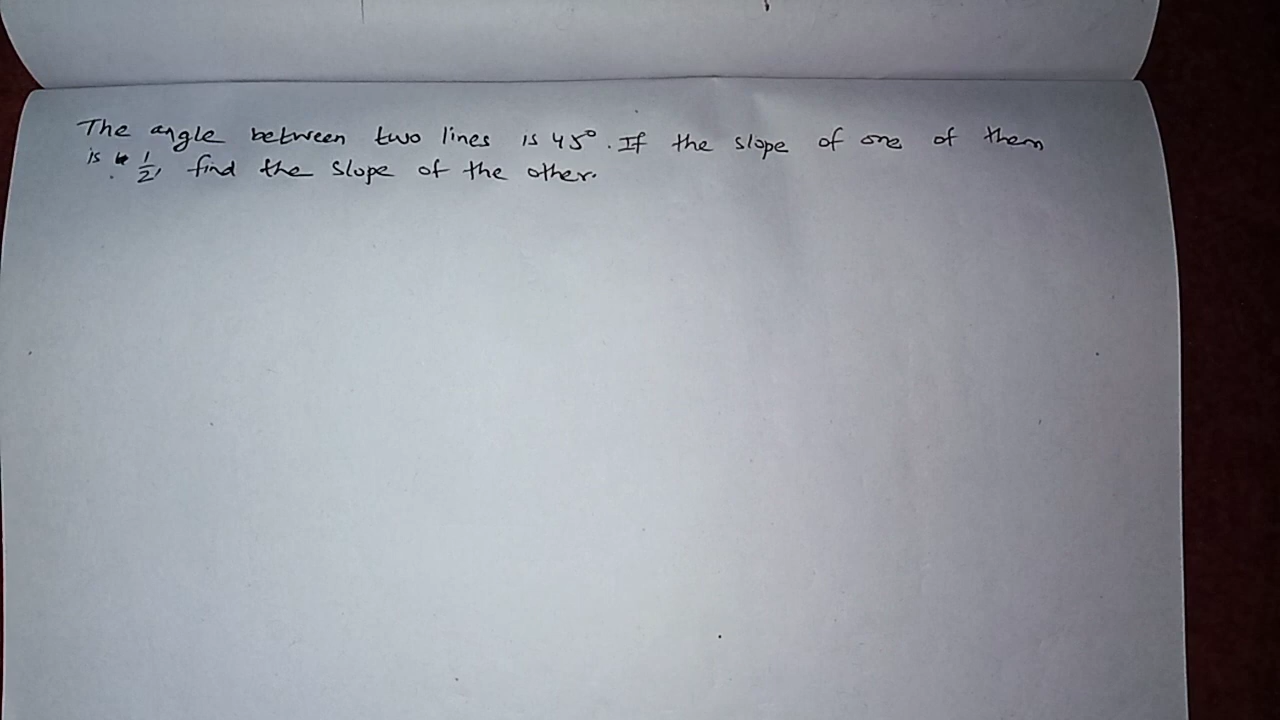 The angle between two lines is 45°. If the slope of one of them
is 1/2, find the slope of the other.